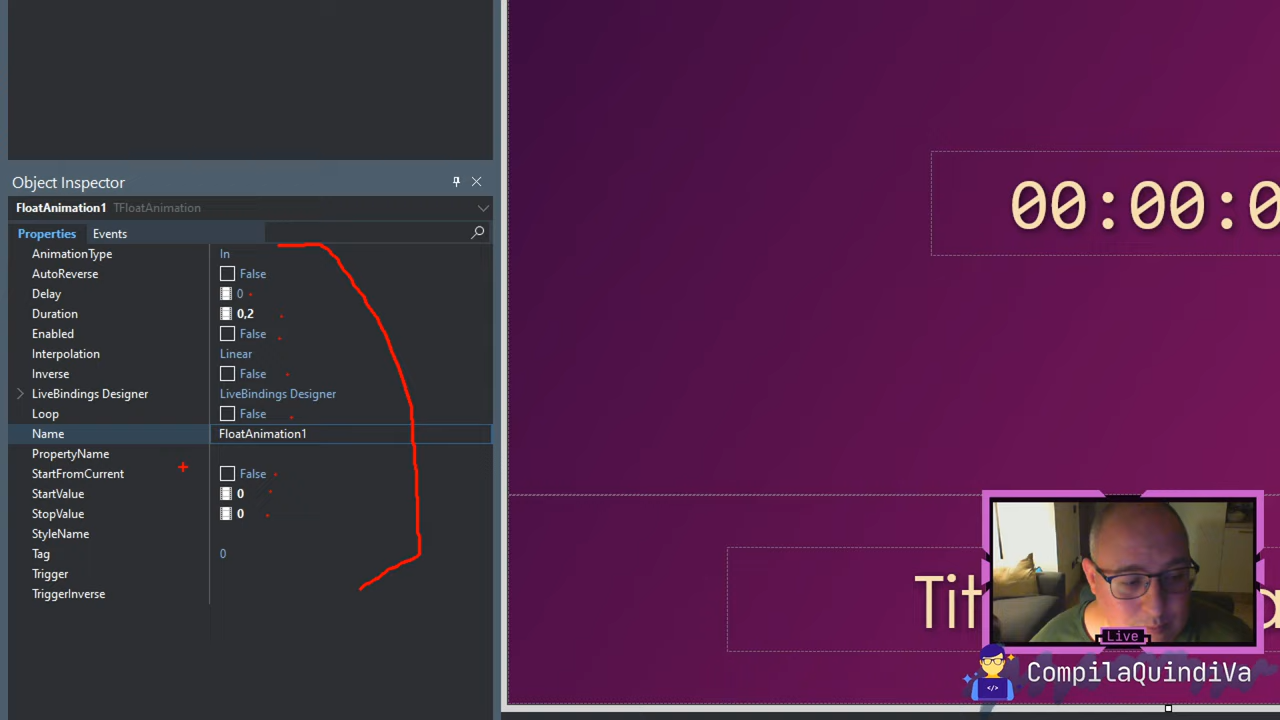 Object Inspector
FloatAnimation1 TFloatAnimation
Properties Events
AnimationType In
AutoReverse False
Delay 0
Duration 0,2
Enabled False
Interpolation Linear
Inverse False
LiveBindings Designer LiveBindings Designer
Loop False
Name FloatAnimation1
PropertyName
StartFromCurrent False
StartValue 0
StopValue 0
StyleName
Tag 0
Trigger
TriggerInverse
00:00:0
Tit
Live
</> CompilaQuindiVa